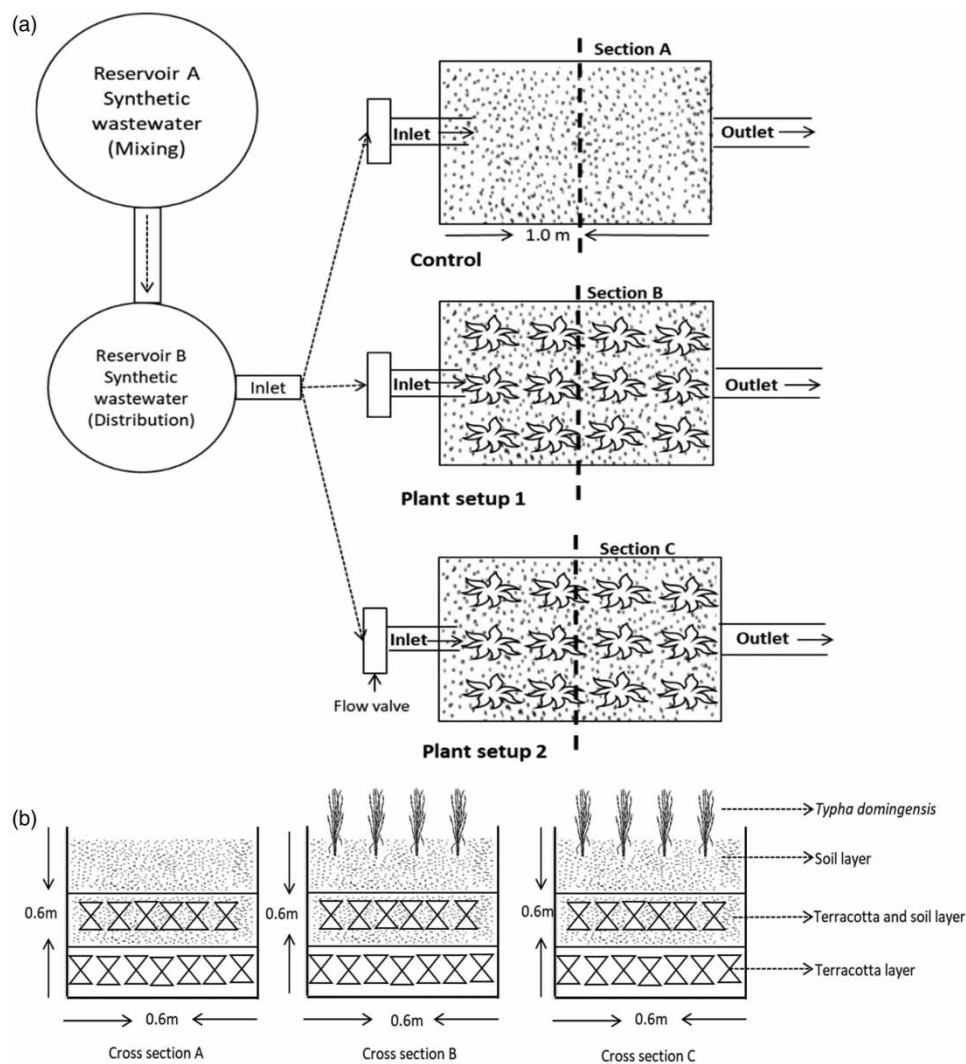 (a)
Reservoir A
Synthetic
wastewater
(Mixing)
Reservoir B
Synthetic
wastewater
(Distribution)
Inlet
Section A
Inlet
Outlet
1.0 m
Control
Section B
Inlet
Outlet
Plant setup 1
Section C
Inlet
Outlet
Flow valve
Plant setup 2
(b)
0.6m
0.6m
Cross section A
0.6m
0.6m
Cross section B
0.6m
0.6m
Cross section C
Typha domingensis
Soil layer
Terracotta and soil layer
Terracotta layer